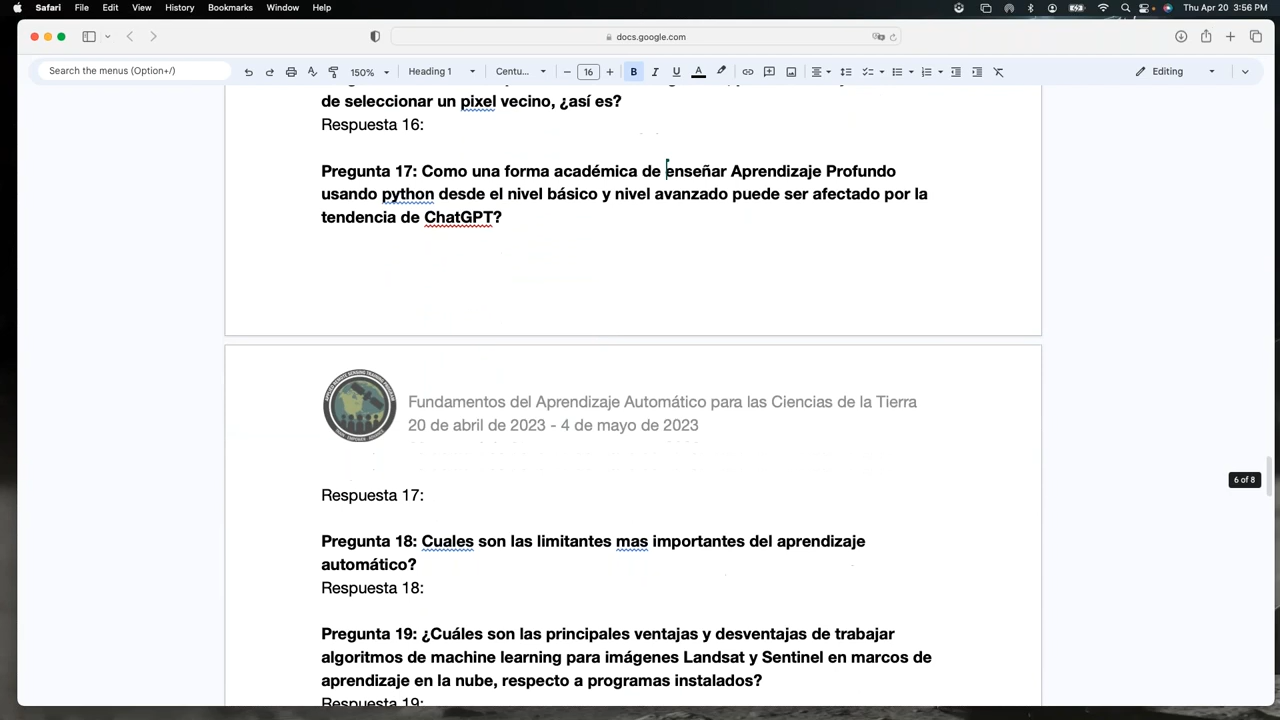 Safari File Edit View History Bookmarks Window Help Thu Apr 20 3:56 PM
docs.google.com
Search the menus (Option+/) 150% Heading 1 Centu... 16 B I U A Editing
de seleccionar un pixel vecino, ¿así es?
Respuesta 16:
Pregunta 17: Como una forma académica de enseñar Aprendizaje Profundo
usando python desde el nivel básico y nivel avanzado puede ser afectado por la
tendencia de ChatGPT?
Fundamentos del Aprendizaje Automático para las Ciencias de la Tierra
20 de abril de 2023 - 4 de mayo de 2023
6 of 8
Respuesta 17:
Pregunta 18: Cuales son las limitantes mas importantes del aprendizaje
automático?
Respuesta 18:
Pregunta 19: ¿Cuáles son las principales ventajas y desventajas de trabajar
algoritmos de machine learning para imágenes Landsat y Sentinel en marcos de
aprendizaje en la nube, respecto a programas instalados?
Respuesta 19: